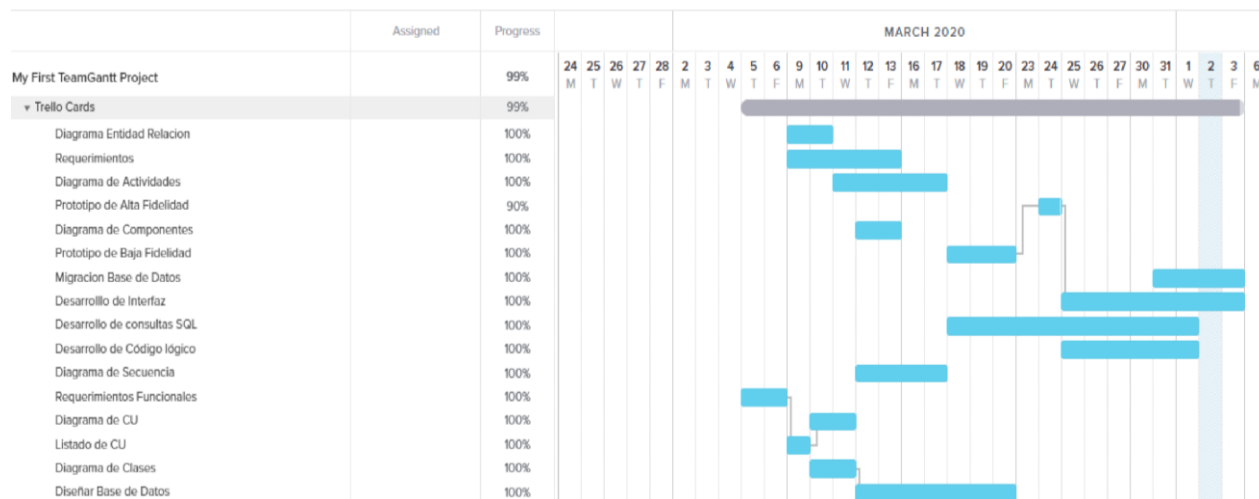 Assigned Progress MARCH 2020
24 25 26 27 28 2 3 4 5 6 9 10 11 12 13 16 17 18 19 20 23 24 25 26 27 30 31 1 2 3 6
My First TeamGantt Project 99% M T W T F M T W T F M T W T F M T W T F M T W T F M T W T F M
Trello Cards 99%
Diagrama Entidad Relacion 100%
Requerimientos 100%
Diagrama de Actividades 100%
Prototipo de Alta Fidelidad 90%
Diagrama de Componentes 100%
Prototipo de Baja Fidelidad 100%
Migracion Base de Datos 100%
Desarrolllo de Interfaz 100%
Desarrollo de consultas SQL 100%
Desarrollo de Código lógico 100%
Diagrama de Secuencia 100%
Requerimientos Funcionales 100%
Diagrama de CU 100%
Listado de CU 100%
Diagrama de Clases 100%
Diseñar Base de Datos 100%